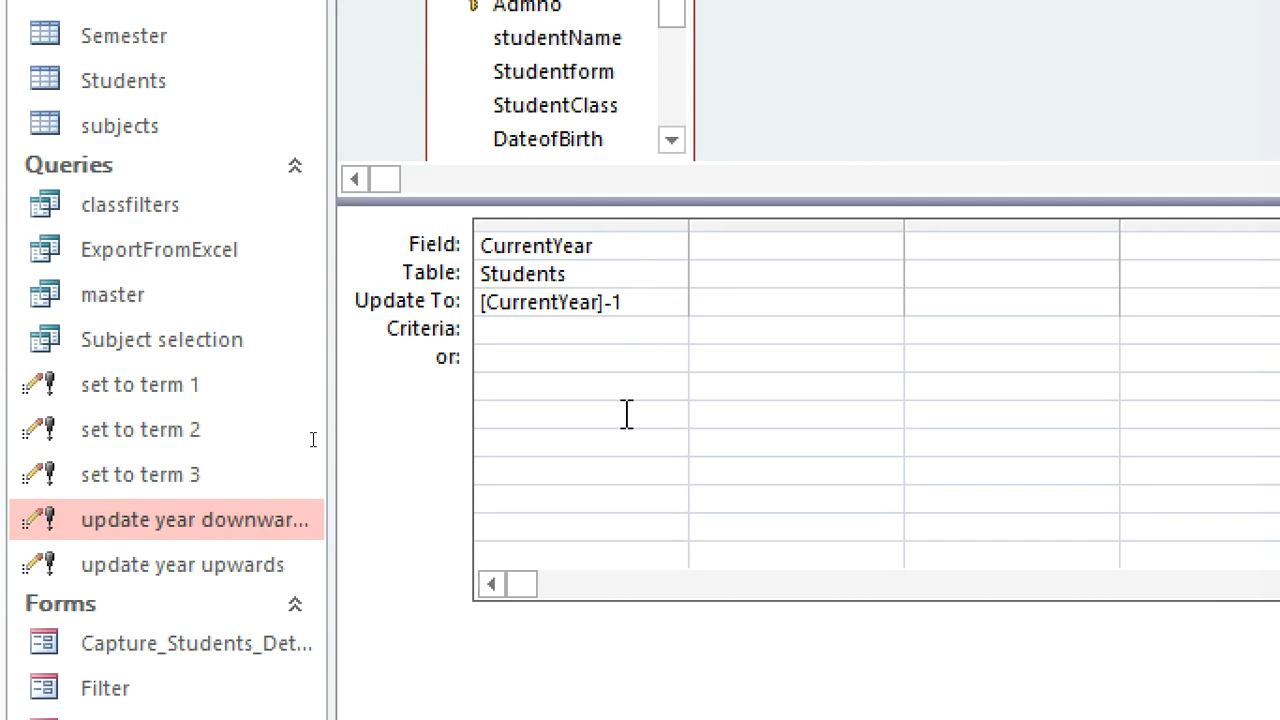 Semester
Students
subjects
Queries
classfilters
ExportFromExcel
master
Subject selection
set to term 1
set to term 2
set to term 3
update year downwar...
update year upwards
Forms
Capture_Students_Det...
Filter
Admno
studentName
Studentform
StudentClass
DateofBirth
Field: CurrentYear
Table: Students
Update To: [CurrentYear]-1
Criteria:
or: